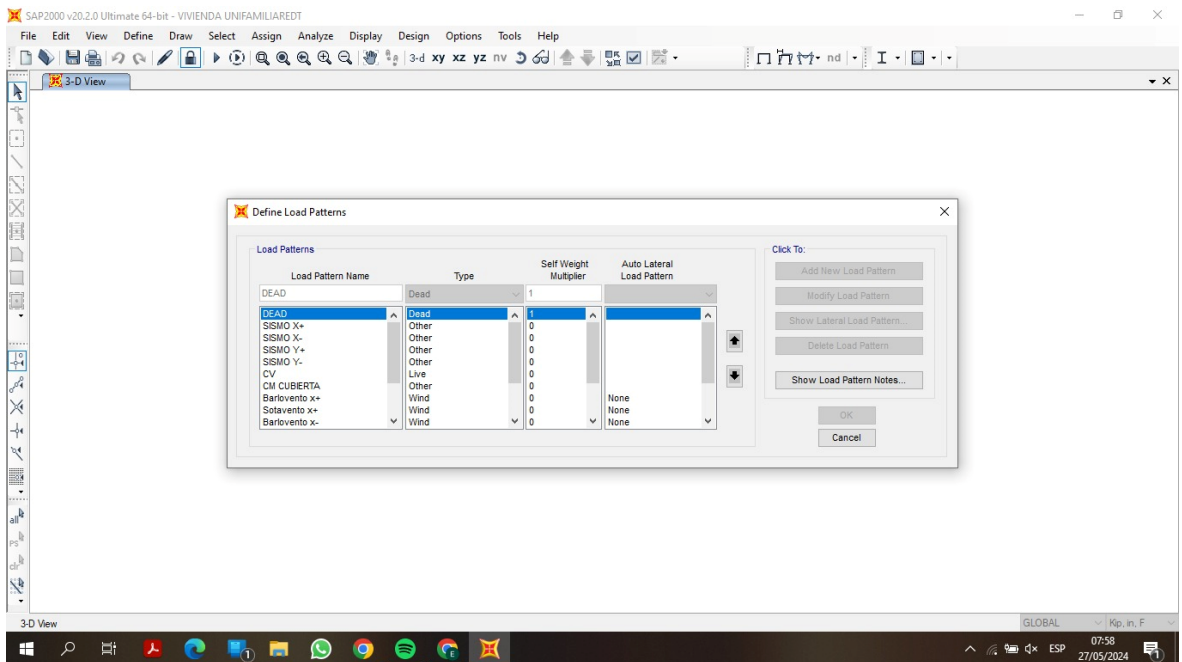 SAP2000 v20.2.0 Ultimate 64-bit - VIVIENDA UNIFAMILIAREDT
File Edit View Define Draw Select Assign Analyze Display Design Options Tools Help
3-d xy xz yz nv nd
3-D View
Define Load Patterns
Load Patterns
Click To:
Load Pattern Name Type Self Weight Multiplier Auto Lateral Load Pattern
DEAD Dead 1
DEAD Dead 1
SISMO X+ Other 0
SISMO X- Other 0
SISMO Y+ Other 0
SISMO Y- Other 0
CV Live 0
CM CUBIERTA Other 0
Barlovento x+ Wind 0 None
Sotavento x+ Wind 0 None
Barlovento x- Wind 0 None
Add New Load Pattern
Modify Load Pattern
Show Lateral Load Pattern...
Delete Load Pattern
Show Load Pattern Notes...
OK
Cancel
all
PS
clr
3-D View
GLOBAL Kip, in, F
ESP
07:58
27/05/2024